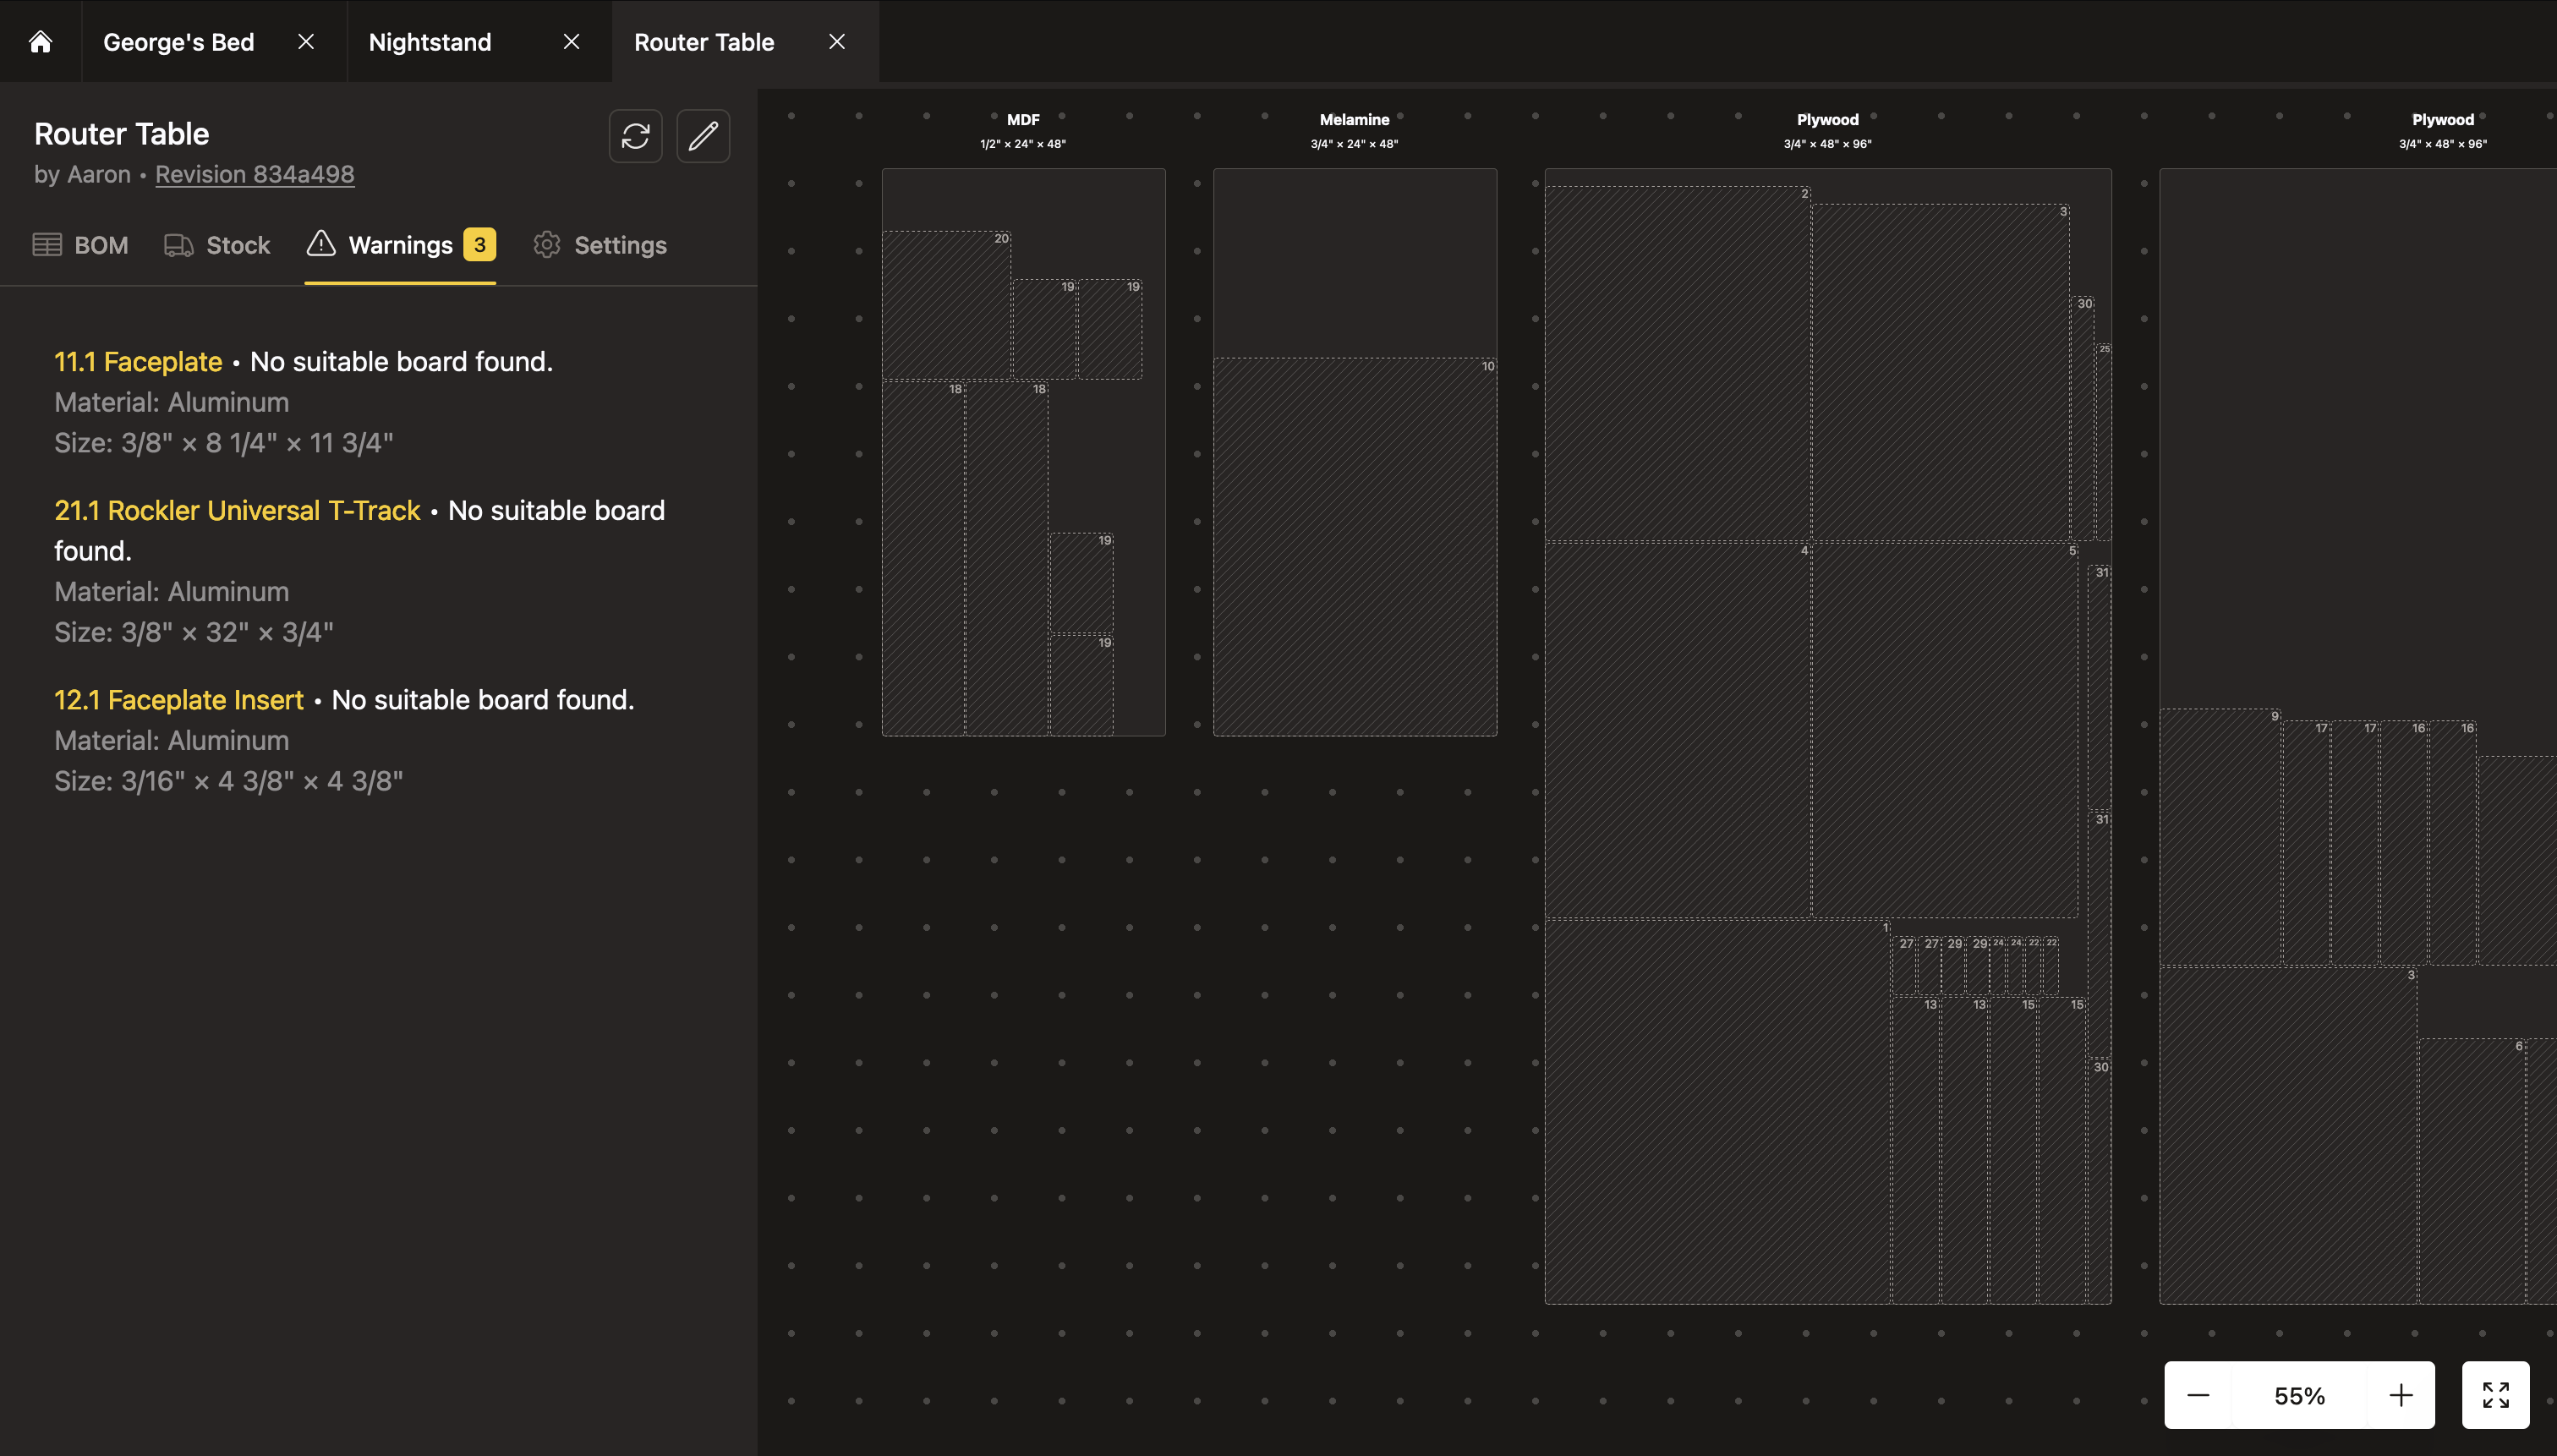 George's Bed
Nightstand
Router Table
Router Table
by Aaron • Revision 834a498
BOM
Stock
Warnings 3
Settings
11.1 Faceplate • No suitable board found.
Material: Aluminum
Size: 3/8" × 8 1/4" × 11 3/4"
21.1 Rockler Universal T-Track • No suitable board
found.
Material: Aluminum
Size: 3/8" × 32" × 3/4"
12.1 Faceplate Insert • No suitable board found.
Material: Aluminum
Size: 3/16" × 4 3/8" × 4 3/8"
MDF
1/2" × 24" × 48"
20
19
19
18
18
19
19
Melamine
3/4" × 24" × 48"
10
Plywood
3/4" × 48" × 96"
2
3
30
25
4
5
31
31
1
27
27
29
29
24
24
22
22
13
13
15
15
30
Plywood
3/4" × 48" × 96"
9
17
17
16
16
3
6
55%